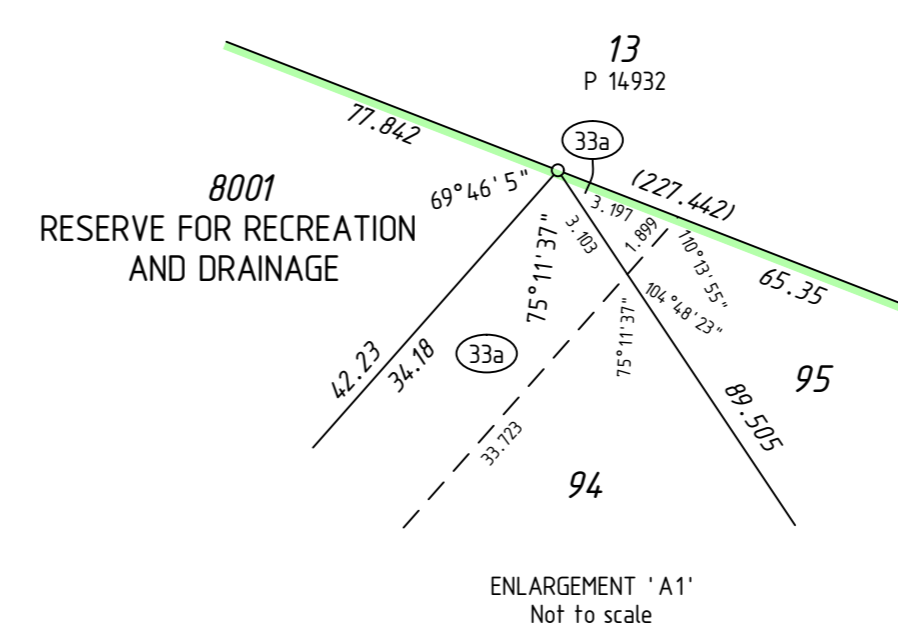 13
P 14932
77.842
33a
8001
RESERVE FOR RECREATION
AND DRAINAGE
69°46'5"
(227.442)
3.197
3.103
1.899
110°13'55"
65.35
75°11'37"
104°48'23"
75°11'37"
33a
42.23
34.18
33.723
89.505
95
94
ENLARGEMENT 'A1'
Not to scale